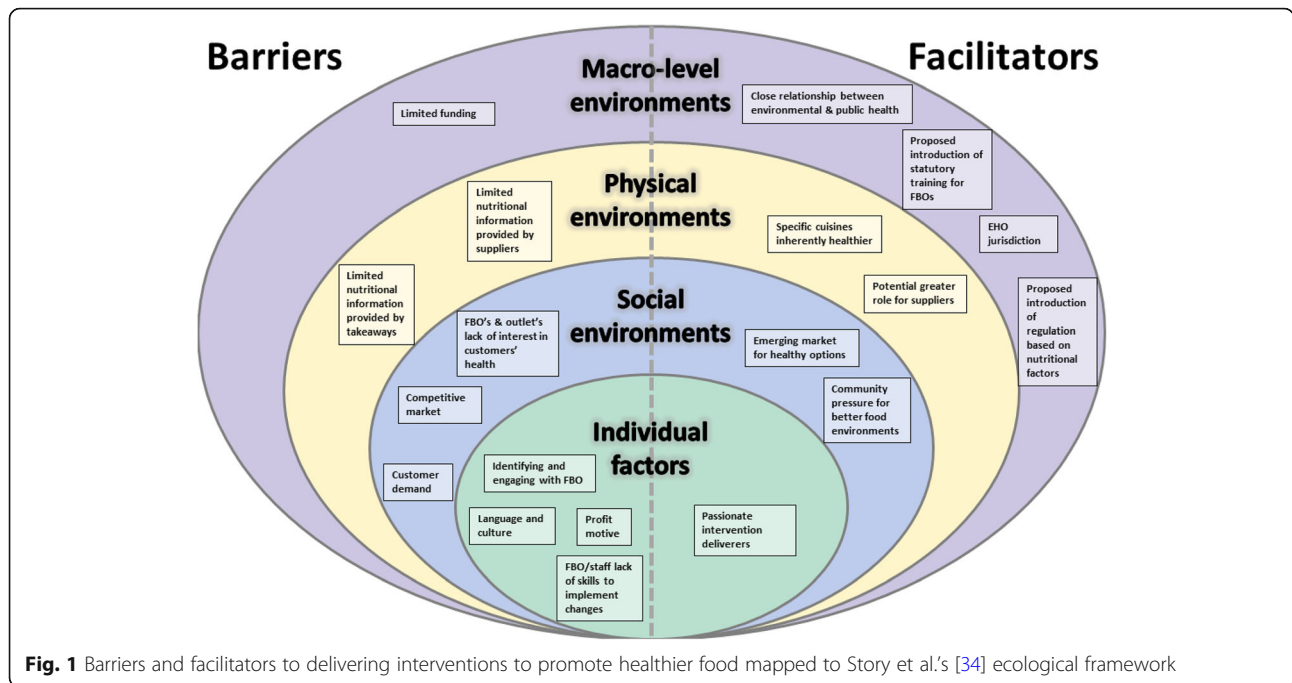 Barriers
Facilitators
Macro-level
environments
Limited funding
Close relationship between
environmental & public health
Proposed
introduction of
statutory
training for
FBOs
EHO
jurisdiction
Proposed
introduction
of
regulation
based on
nutritional
factors
Physical
environments
Limited
nutritional
information
provided by
suppliers
Limited
nutritional
information
provided by
takeaways
Specific cuisines
inherently healthier
Potential greater
role for suppliers
Social
environments
FBO's & outlet's
lack of interest in
customers'
health
Competitive
market
Customer
demand
Emerging market
for healthy options
Community
pressure for
better food
environments
Individual
factors
Identifying and
engaging with FBO
Language and
culture
Profit
motive
FBO/staff lack
of skills to
implement
changes
Passionate
intervention
deliverers
Fig. 1 Barriers and facilitators to delivering interventions to promote healthier food mapped to Story et al.'s [34] ecological framework